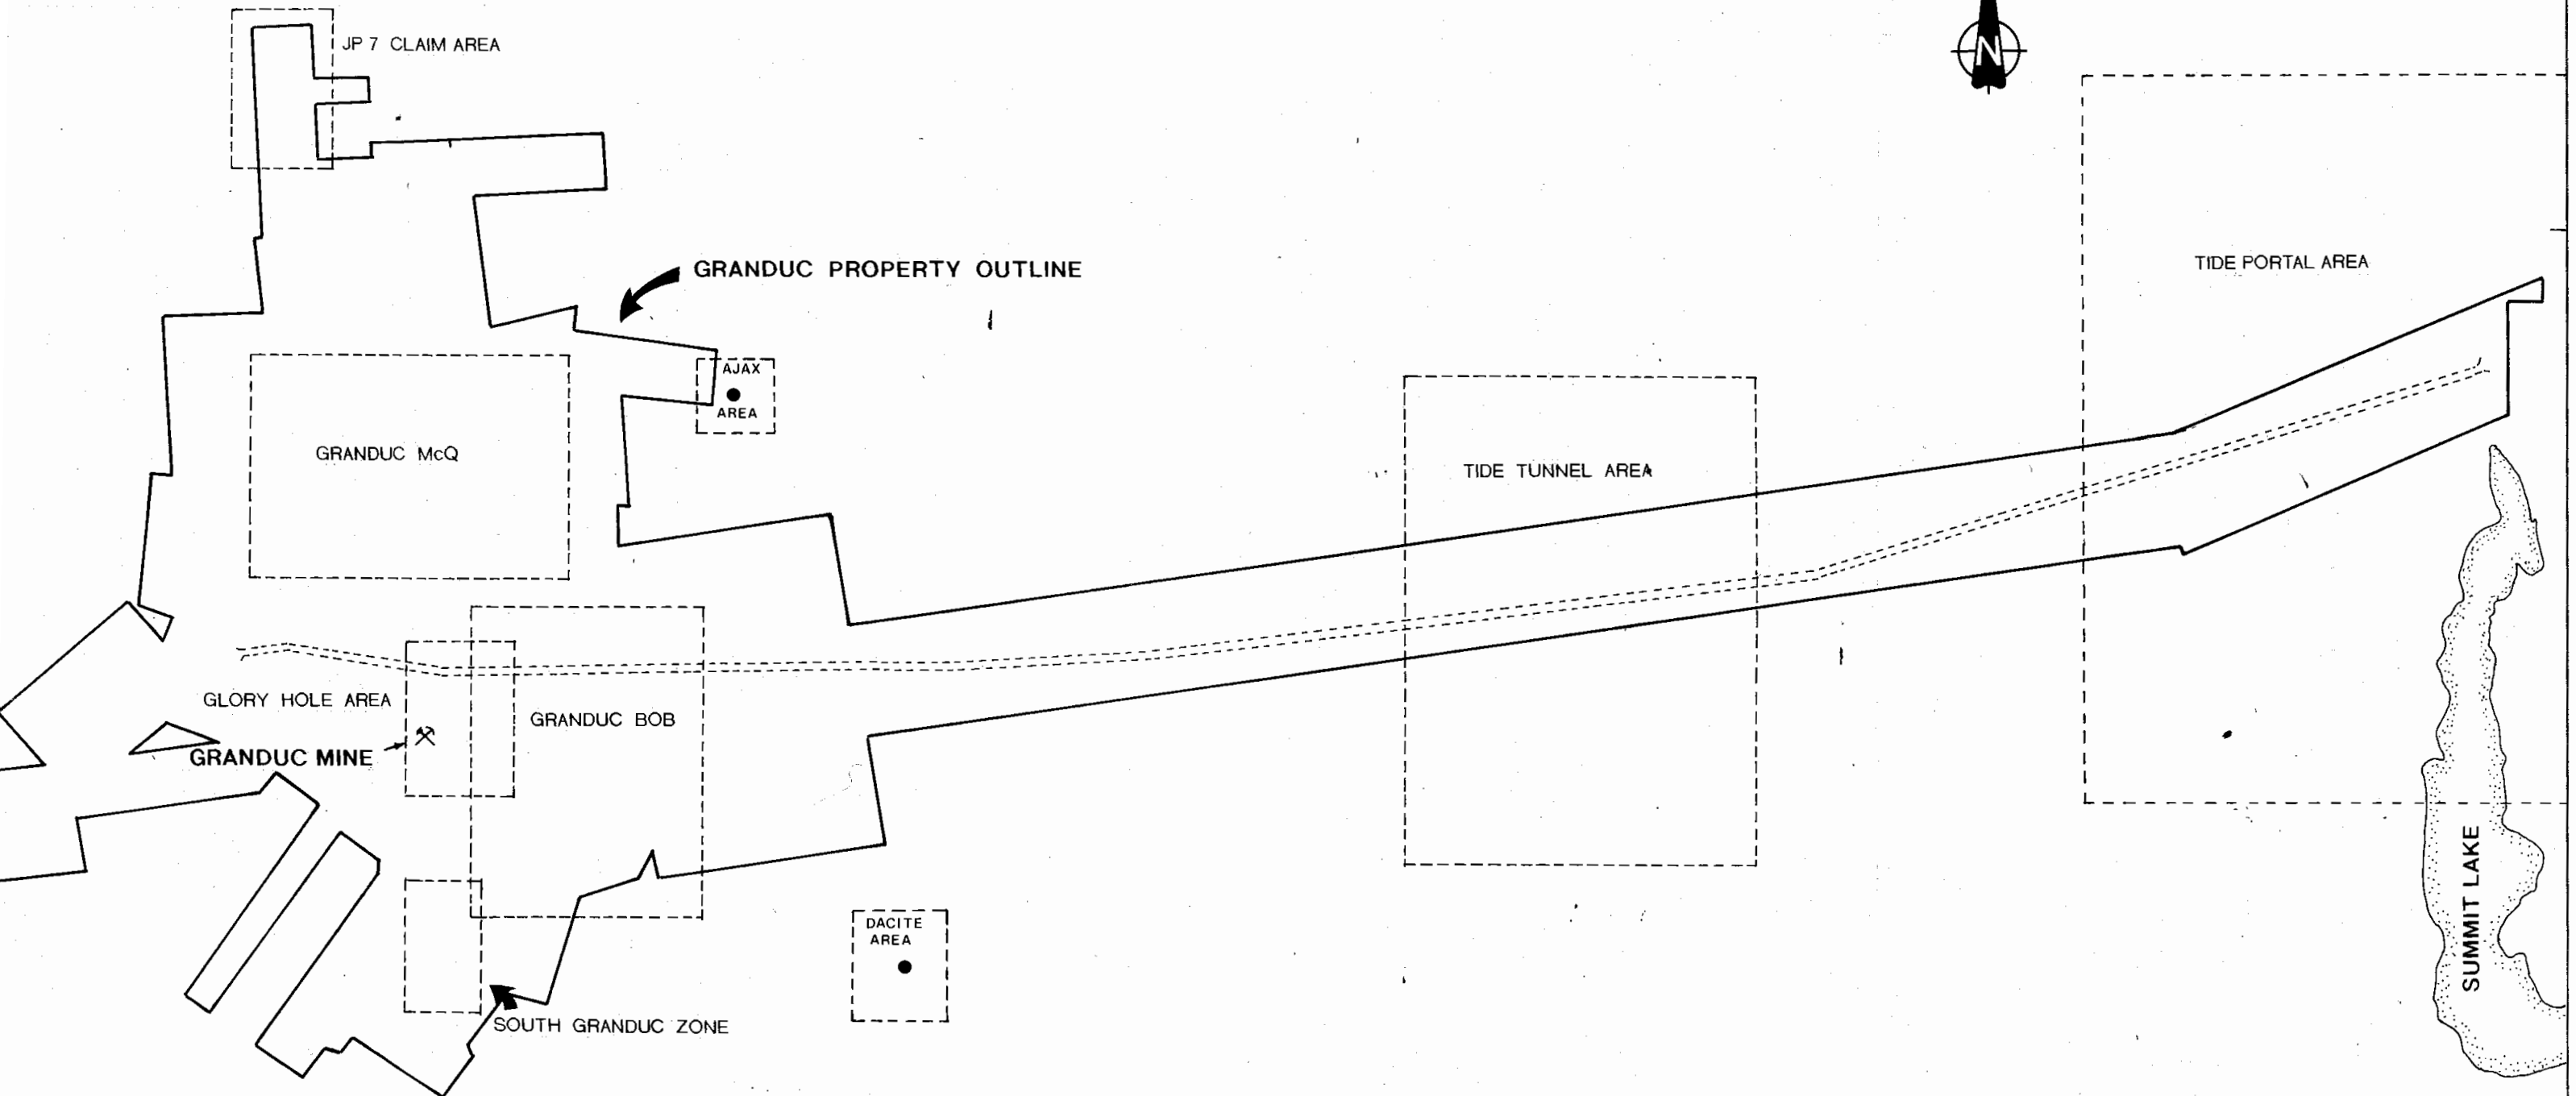 JP 7 CLAIM AREA
N
GRANDUC PROPERTY OUTLINE
TIDE PORTAL AREA
AJAX
AREA
GRANDUC McQ
TIDE TUNNEL AREA
GLORY HOLE AREA
GRANDUC BOB
GRANDUC MINE
SUMMIT LAKE
DACITE
AREA
SOUTH GRANDUC ZONE